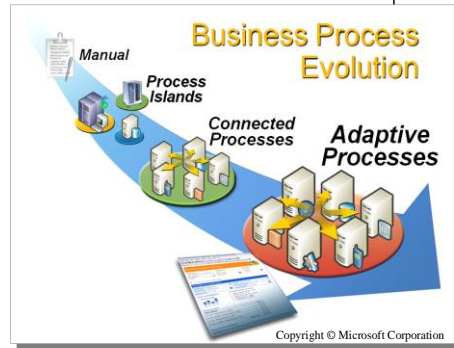 Business Process
Evolution
Manual
Process
Islands
Connected
Processes
Adaptive
Processes
Copyright © Microsoft Corporation